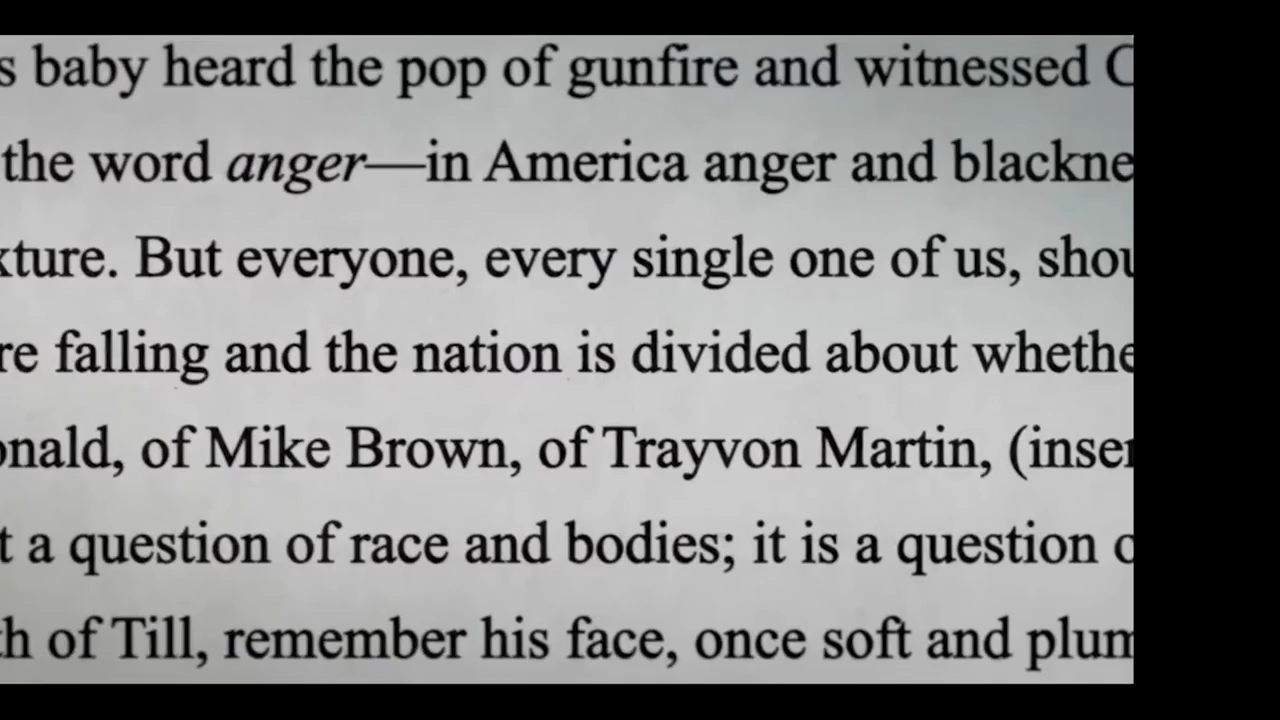 s baby heard the pop of gunfire and witnessed C
the word anger—in America anger and blackne
xture. But everyone, every single one of us, shou
re falling and the nation is divided about whethe
onald, of Mike Brown, of Trayvon Martin, (inser
t a question of race and bodies; it is a question o
th of Till, remember his face, once soft and plum